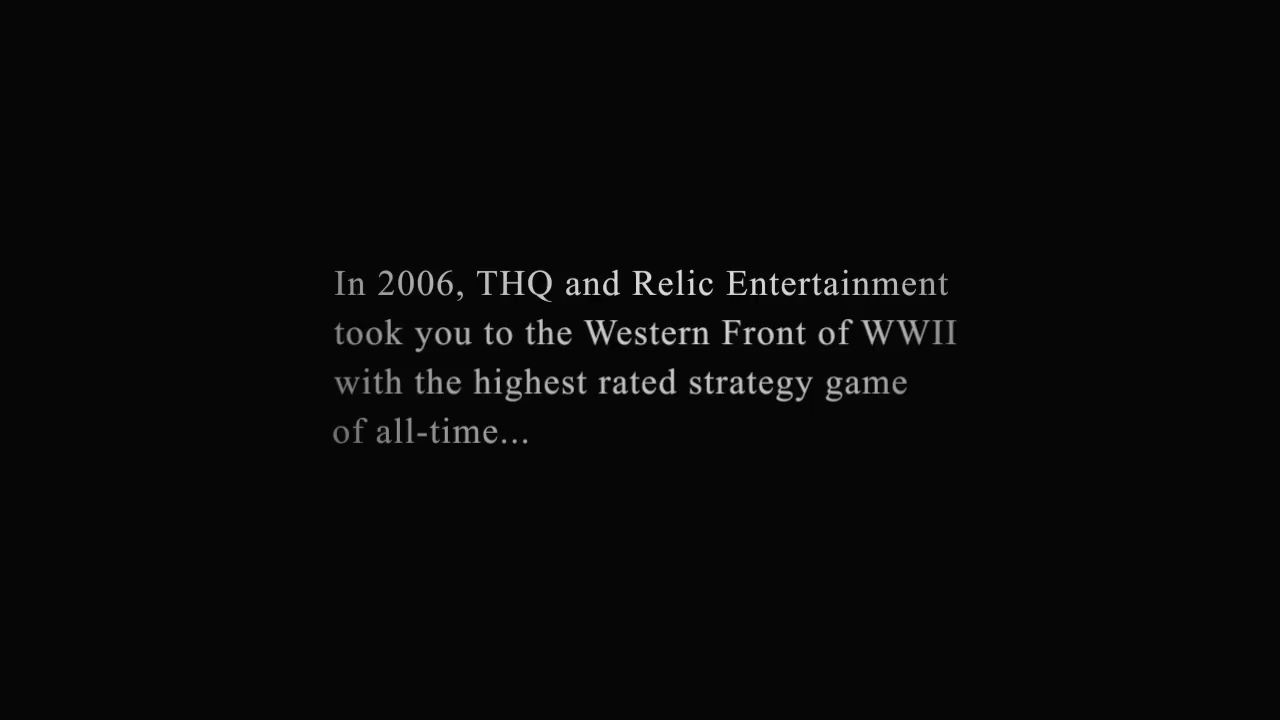 In 2006, THQ and Relic Entertainment
took you to the Western Front of WWII
with the highest rated strategy game
of all-time...